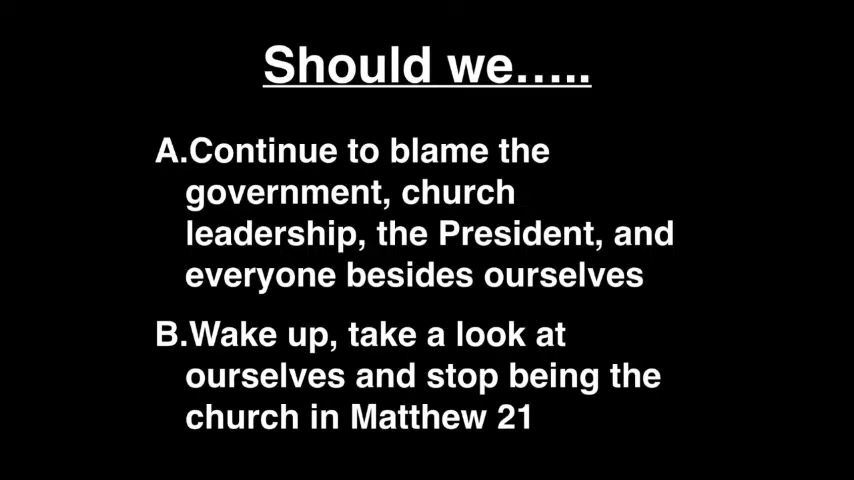 Should we…..
A.Continue to blame the
government, church
leadership, the President, and
everyone besides ourselves
B.Wake up, take a look at
ourselves and stop being the
church in Matthew 21